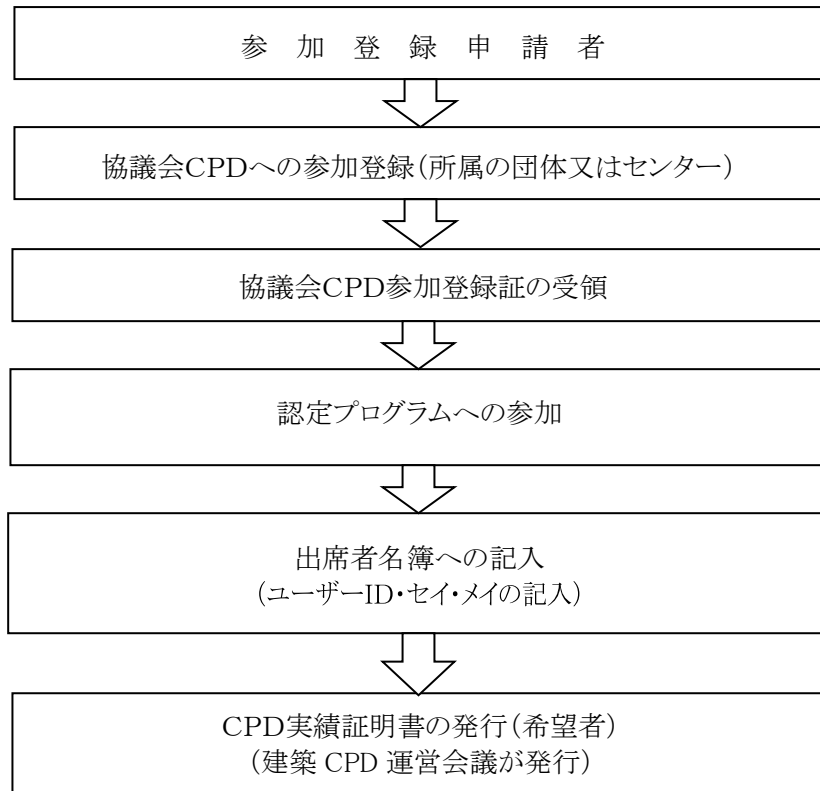 参　加　登　録　申　請　者
協議会CPDへの参加登録（所属の団体又はセンター）
協議会CPD参加登録証の受領
認定プログラムへの参加
出席者名簿への記入
（ユーザーID・セイ・メイの記入）
CPD実績証明書の発行（希望者）
（建築 CPD 運営会議が発行）